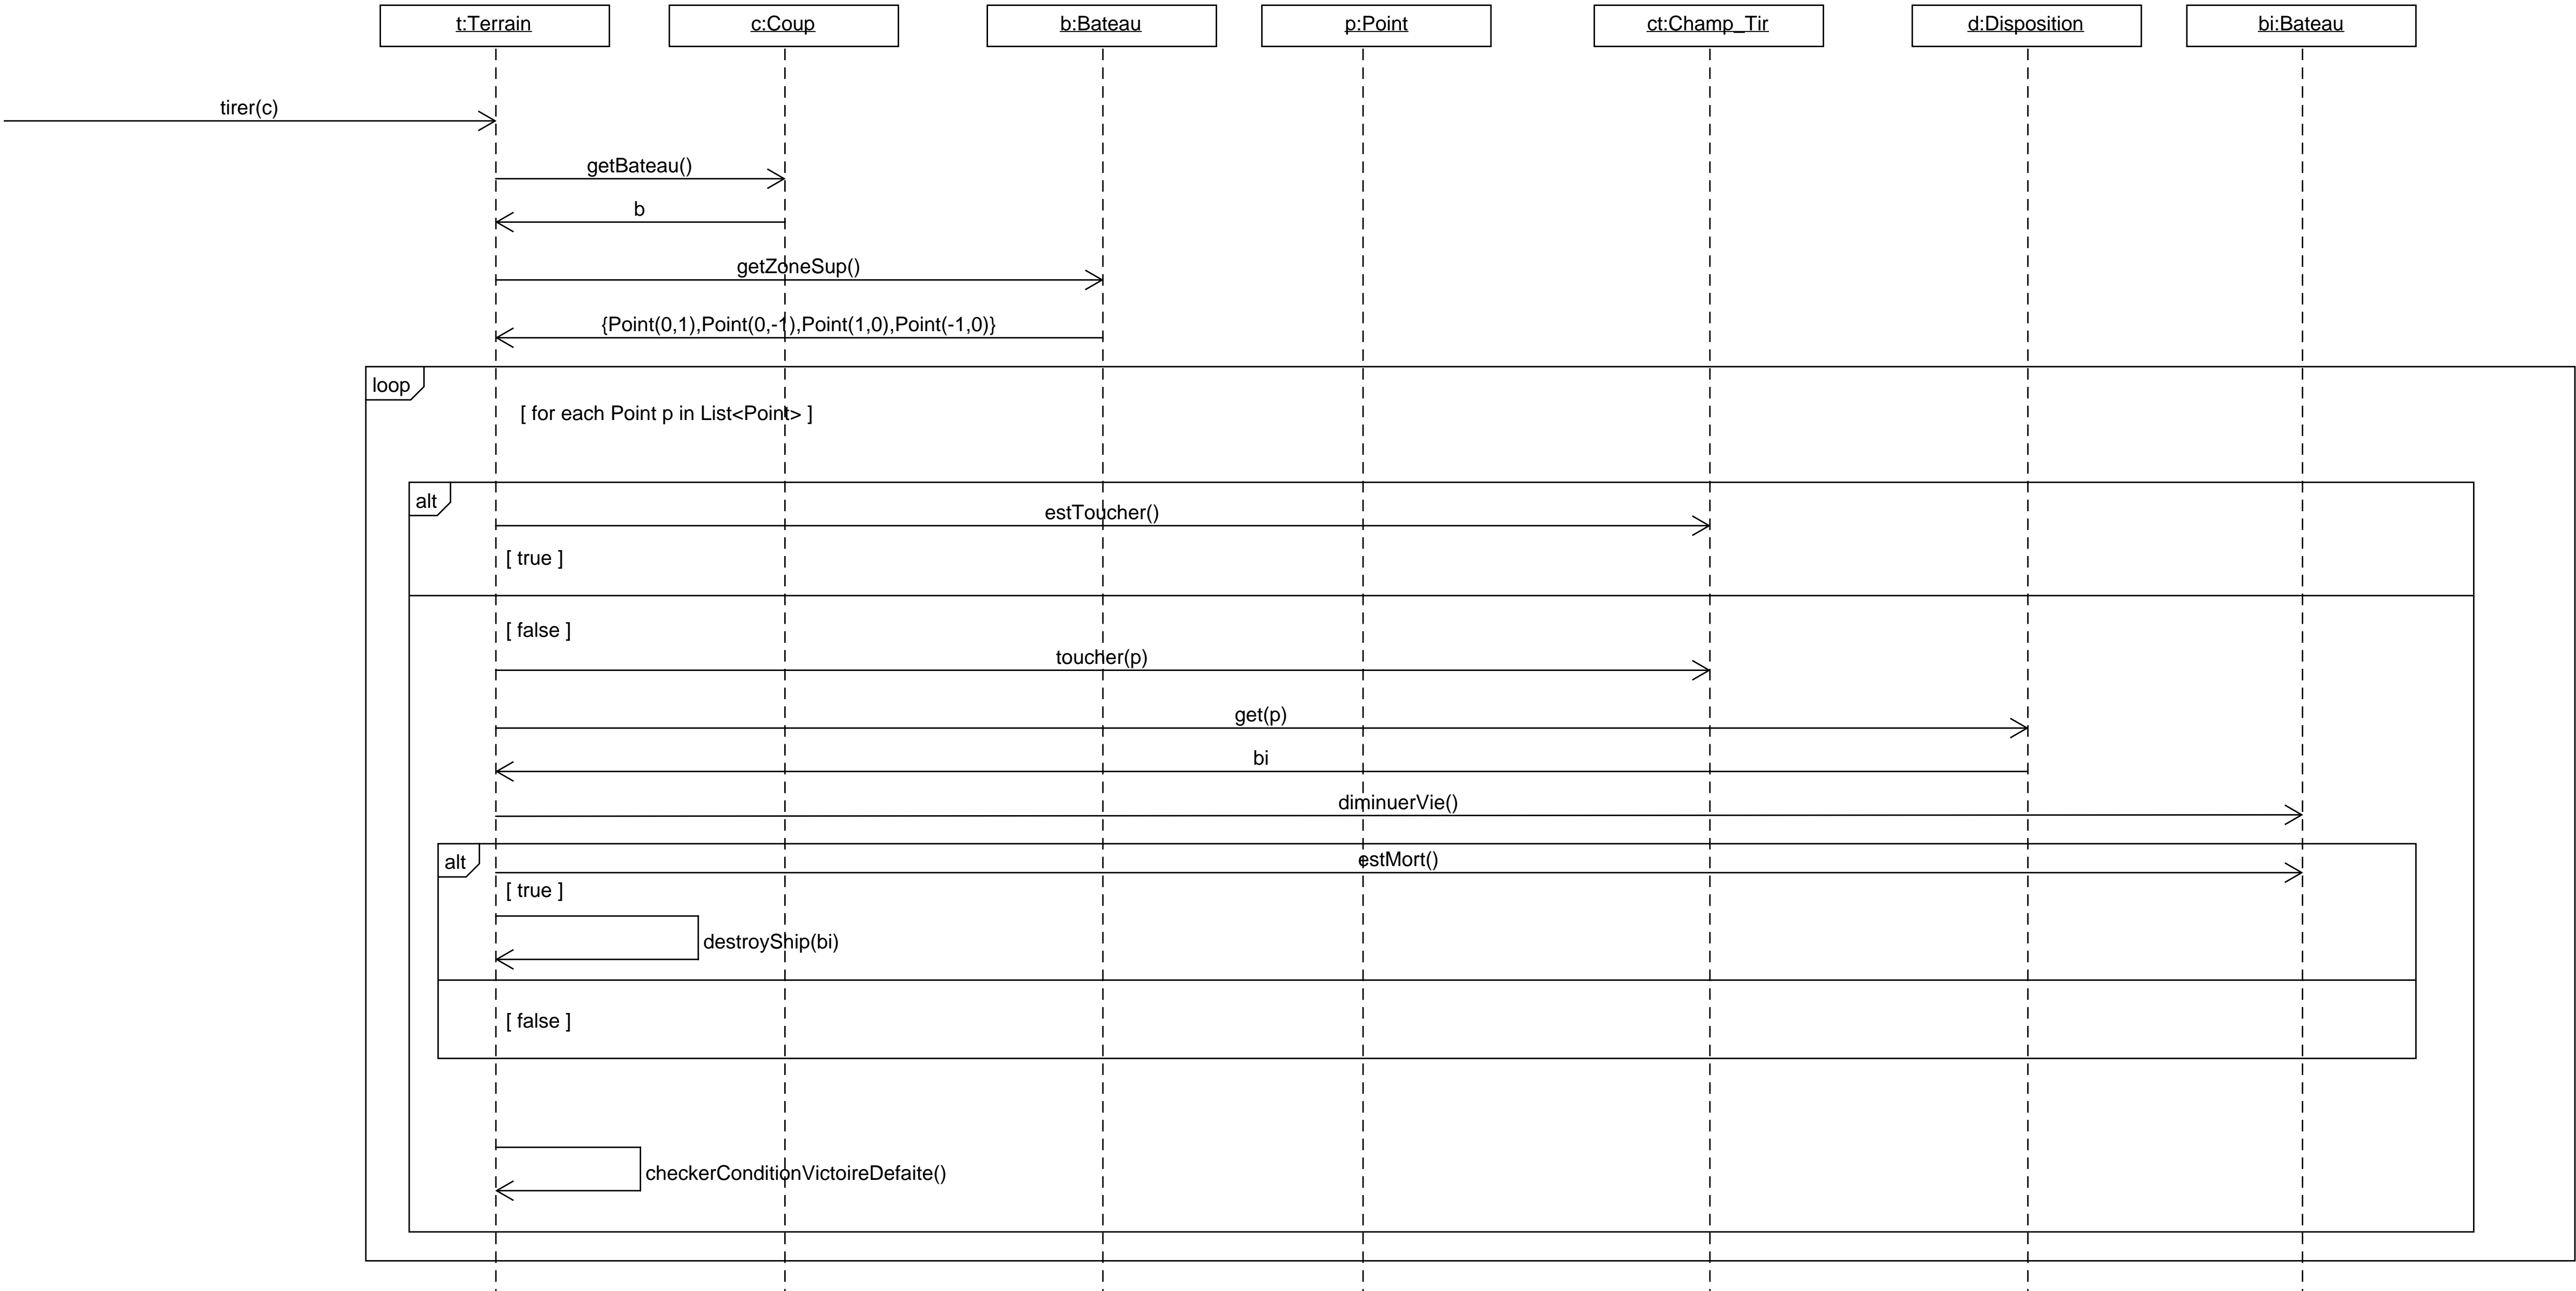 t:Terrain
c:Coup
b:Bateau
p:Point
ct:Champ_Tir
d:Disposition
bi:Bateau
tirer(c)
getBateau()
b
getZoneSup()
{Point(0,1),Point(0,-1),Point(1,0),Point(-1,0)}
loop
[ for each Point p in List<Point> ]
alt
estToucher()
[ true ]
[ false ]
toucher(p)
get(p)
bi
diminuerVie()
alt
estMort()
[ true ]
destroyShip(bi)
[ false ]
checkerConditionVictoireDefaite()